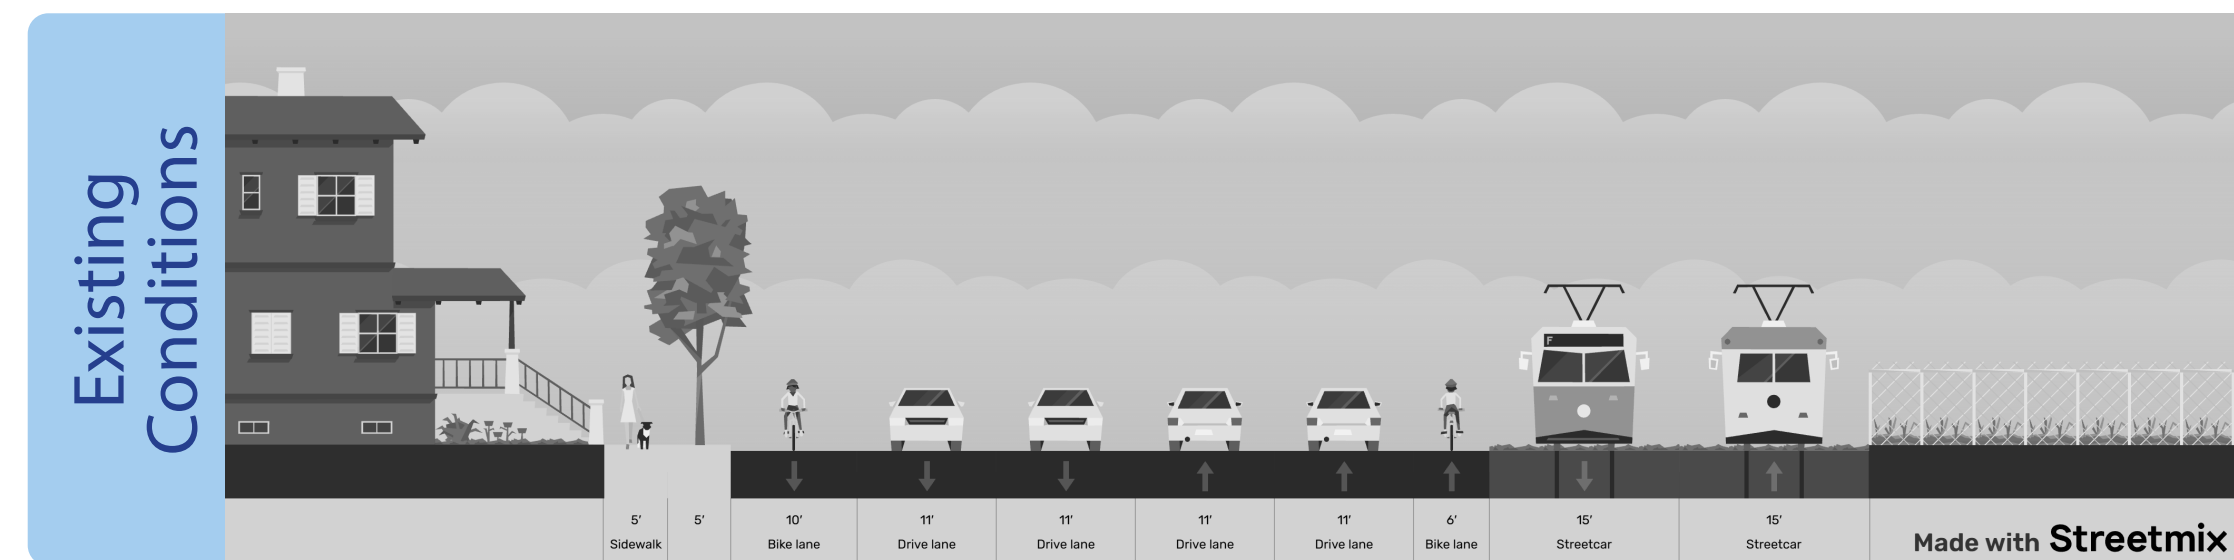 Existing
Conditions
F
5' 5' 10' 11' 11' 11' 11' 6' 15' 15'
Sidewalk Bike lane Drive lane Drive lane Drive lane Drive lane Bike lane Streetcar Streetcar
Made with Streetmix